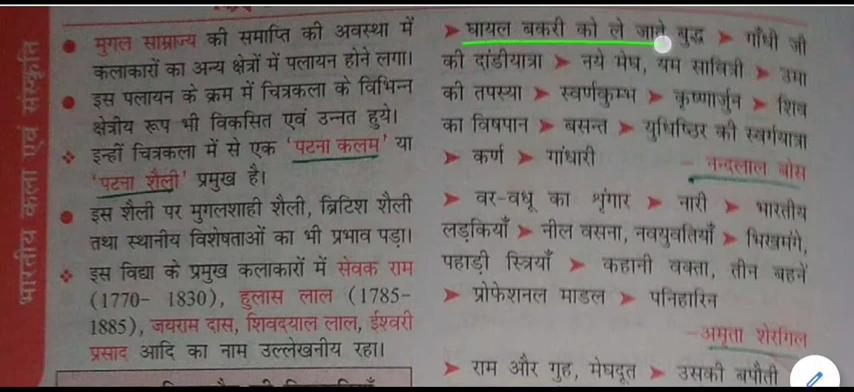 भारतीय कला एवं संस्कृति
● मुगल साम्राज्य की समाप्ति की अवस्था में
कलाकारों का अन्य क्षेत्रों में पलायन होने लगा।
● इस पलायन के क्रम में चित्रकला के विभिन्न
क्षेत्रीय रूप भी विकसित एवं उन्नत हुये।
❖ इन्हीं चित्रकला में से एक 'पटना कलम' या
'पटना शैली' प्रमुख है।
● इस शैली पर मुगलशाही शैली, ब्रिटिश शैली
तथा स्थानीय विशेषताओं का भी प्रभाव पड़ा।
❖ इस विद्या के प्रमुख कलाकारों में सेवक राम
(1770- 1830), हुलास लाल (1785-
1885), जयराम दास, शिवदयाल लाल, ईश्वरी
प्रसाद आदि का नाम उल्लेखनीय रहा।
➤ घायल बकरी को ले जाते बुद्ध ➤ गाँधी जी
की दांडीयात्रा ➤ नये मेघ, यम सावित्री ➤ उमा
की तपस्या ➤ स्वर्णकुम्भ ➤ कृष्णार्जुन ➤ शिव
का विषपान ➤ बसन्त ➤ युधिष्ठिर की स्वर्गयात्रा
➤ कर्ण ➤ गांधारी
– नन्दलाल बोस
➤ वर-वधू का श्रृंगार ➤ नारी ➤ भारतीय
लड़कियाँ ➤ नील वसना, नवयुवतियाँ ➤ भिखमंगे,
पहाड़ी स्त्रियाँ ➤ कहानी वक्ता, तीन बहनें
➤ प्रोफेशनल माडल ➤ पनिहारिन
–अमृता शेरगिल
➤ राम और गुह, मेघदूत ➤ उसकी बपौती